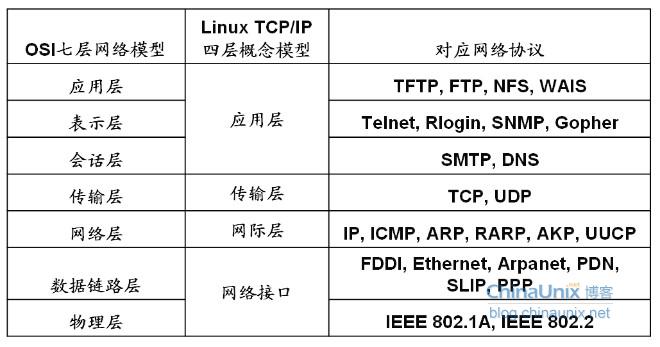 OSI七层网络模型
Linux TCP/IP
四层概念模型
对应网络协议
应用层
应用层
TFTP, FTP, NFS, WAIS
表示层
Telnet, Rlogin, SNMP, Gopher
会话层
SMTP, DNS
传输层
传输层
TCP, UDP
网络层
网际层
IP, ICMP, ARP, RARP, AKP, UUCP
数据链路层
网络接口
FDDI, Ethernet, Arpanet, PDN,
SLIP, PPP
物理层
IEEE 802.1A, IEEE 802.2
ChinaUnix.net 博客
blog.chinaunix.net